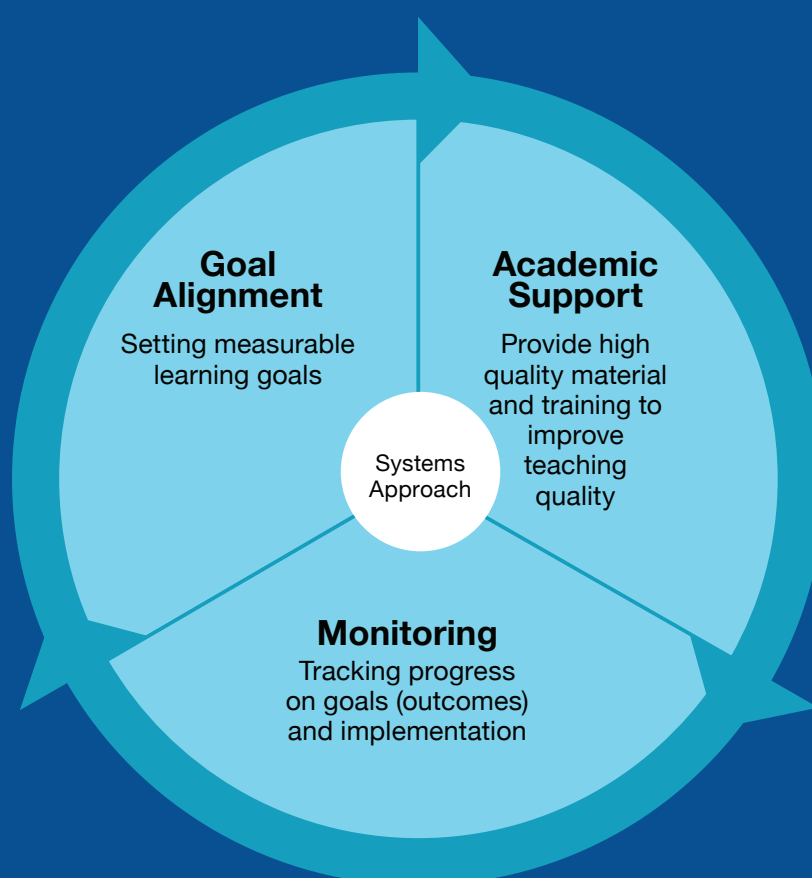 Goal
Alignment
Setting measurable
learning goals
Academic
Support
Provide high
quality material
and training to
improve
teaching
quality
Systems
Approach
Monitoring
Tracking progress
on goals (outcomes)
and implementation